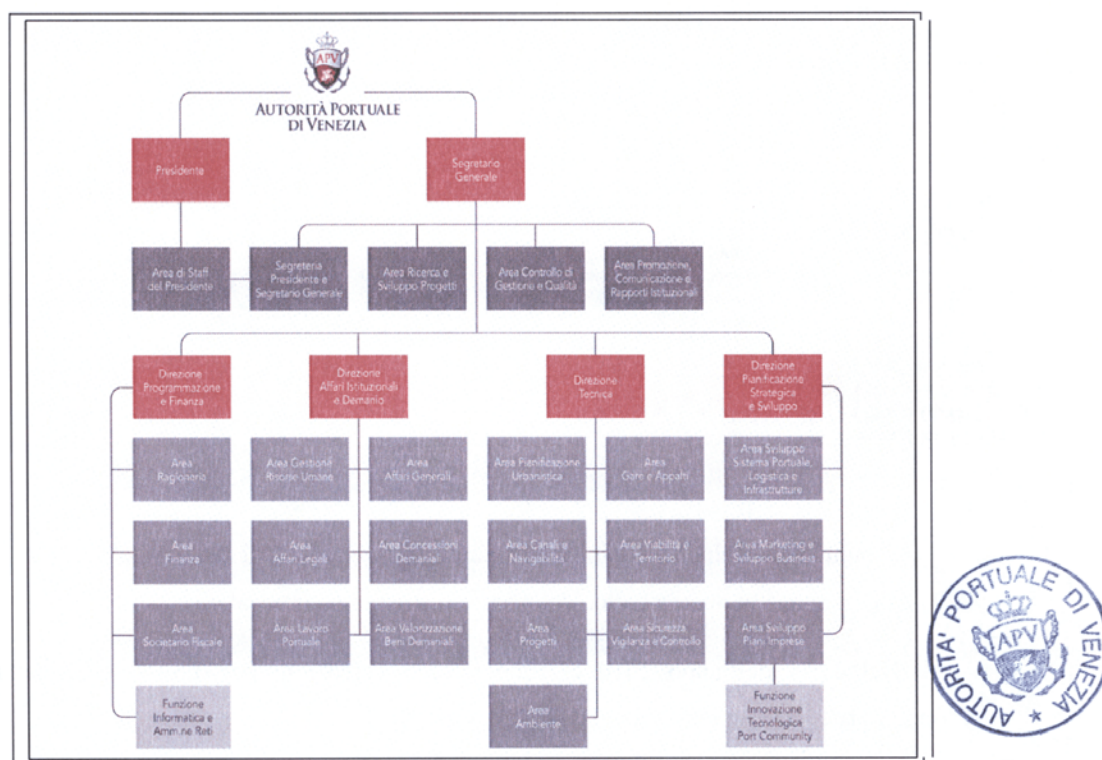 APV
AUTORITÀ PORTUALE
DI VENEZIA
Presidente
Segretario
Generale
Area di Staff
del Presidente
Segreteria
Presidente e
Segretario Generale
Area Ricerca e
Sviluppo Progetti
Area Controllo di
Gestione e Qualità
Area Promozione,
Comunicazione e
Rapporti Istituzionali
Direzione
Programmazione
e Finanza
Direzione
Affari Istituzionali
e Demanio
Direzione
Tecnica
Direzione
Pianificazione
Strategica
e Sviluppo
Area
Ragioneria
Area Gestione
Risorse Umane
Area
Affari Generali
Area Pianificazione
Urbanistica
Area
Gare e Appalti
Area Sviluppo
Sistema Portuale,
Logistica e
Infrastrutture
Area
Finanza
Area
Affari Legali
Area Concessioni
Demaniali
Area Canali e
Navigabilità
Area Viabilità e
Territorio
Area Marketing e
Sviluppo Business
Area
Societario Fiscale
Area Lavoro
Portuale
Area Valorizzazione
Beni Demaniali
Area
Progetti
Area Sicurezza
Vigilanza e Controllo
Area Sviluppo
Piani Impresa
Funzione
Informatica e
Amm.ne Reti
Area
Ambiente
Funzione
Innovazione
Tecnologica
Port Community
AUTORITA' PORTUALE DI VENEZIA
APV